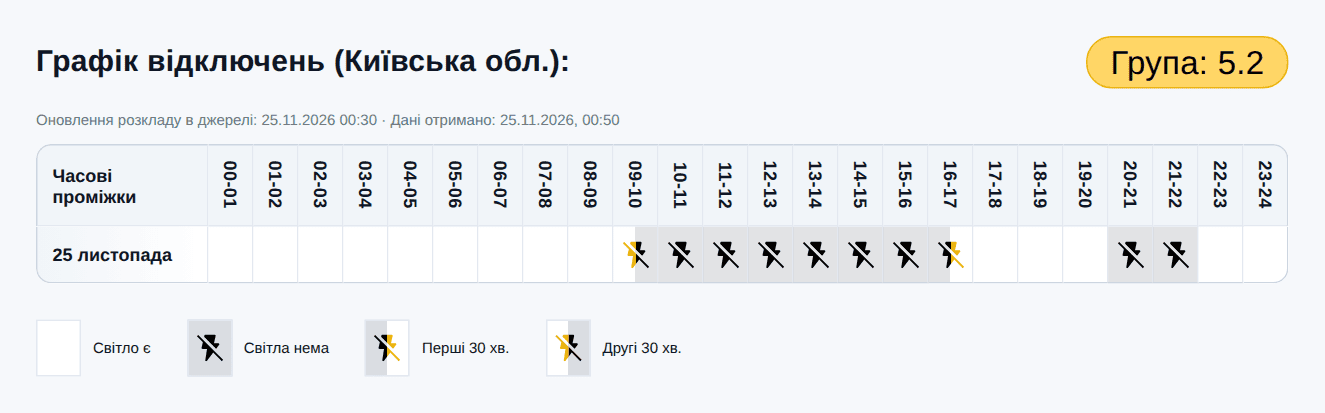 Графік відключень (Київська обл.):
Група: 5.2
Оновлення розкладу в джерелі: 25.11.2026 00:30 · Дані отримано: 25.11.2026, 00:50
Часові
проміжки
00-01
01-02
02-03
03-04
04-05
05-06
06-07
07-08
08-09
09-10
10-11
11-12
12-13
13-14
14-15
15-16
16-17
17-18
18-19
19-20
20-21
21-22
22-23
23-24
25 листопада
Світло є
Світла нема
Перші 30 хв.
Другі 30 хв.